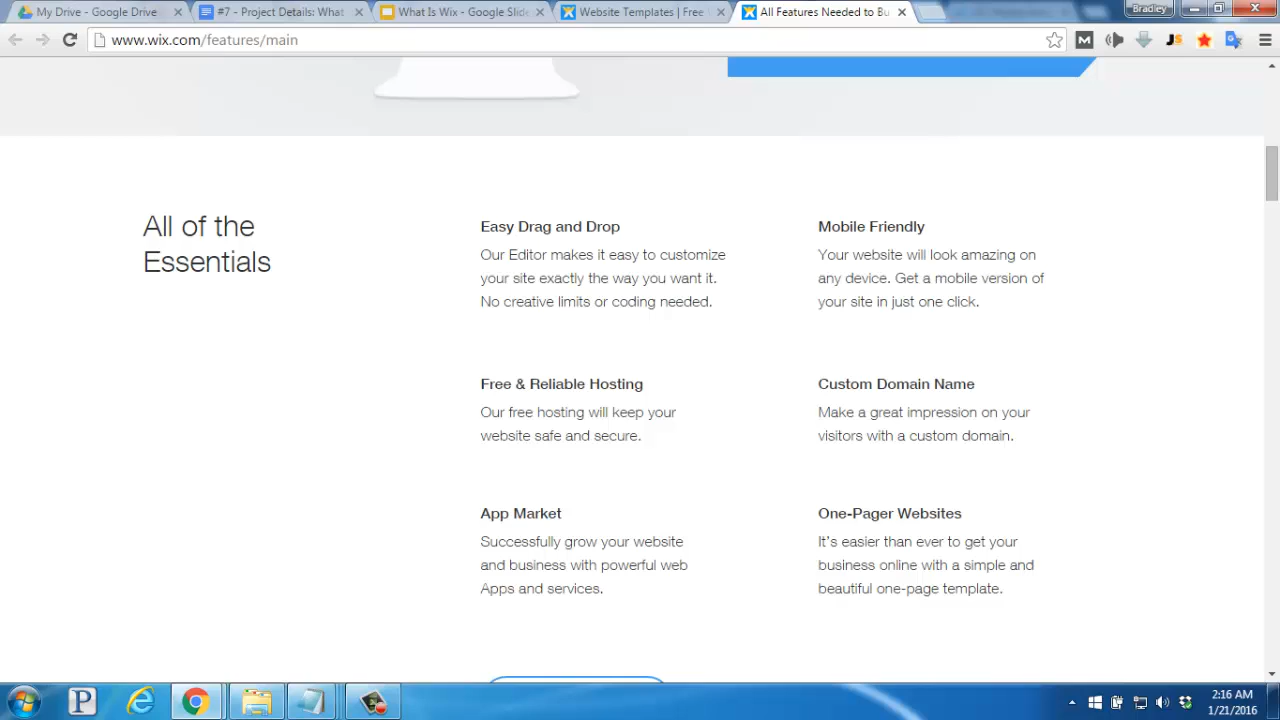 My Drive - Google Drive
#7 - Project Details: What
What Is Wix - Google Slide
Website Templates | Free
All Features Needed to Bu
Bradley
www.wix.com/features/main
All of the
Essentials
Easy Drag and Drop
Our Editor makes it easy to customize
your site exactly the way you want it.
No creative limits or coding needed.
Mobile Friendly
Your website will look amazing on
any device. Get a mobile version of
your site in just one click.
Free & Reliable Hosting
Our free hosting will keep your
website safe and secure.
Custom Domain Name
Make a great impression on your
visitors with a custom domain.
App Market
Successfully grow your website
and business with powerful web
Apps and services.
One-Pager Websites
It's easier than ever to get your
business online with a simple and
beautiful one-page template.
2:16 AM
1/21/2016